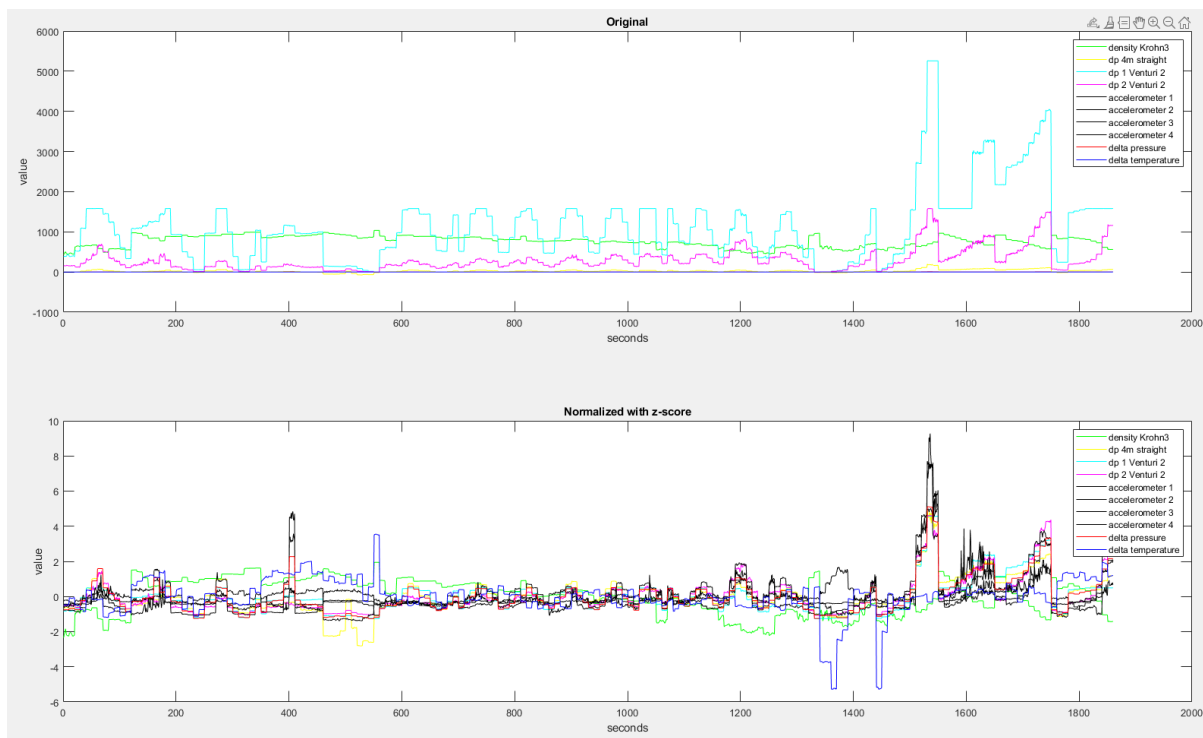 Original
6000
5000
4000
3000
2000
1000
0
-1000
value
0 200 400 600 800 1000 1200 1400 1600 1800 2000
seconds
density Krohn3
dp 4m straight
dp 1 Venturi 2
dp 2 Venturi 2
accelerometer 1
accelerometer 2
accelerometer 3
accelerometer 4
delta pressure
delta temperature
Normalized with z-score
10
8
6
4
2
0
-2
-4
-6
value
0 200 400 600 800 1000 1200 1400 1600 1800 2000
seconds
density Krohn3
dp 4m straight
dp 1 Venturi 2
dp 2 Venturi 2
accelerometer 1
accelerometer 2
accelerometer 3
accelerometer 4
delta pressure
delta temperature